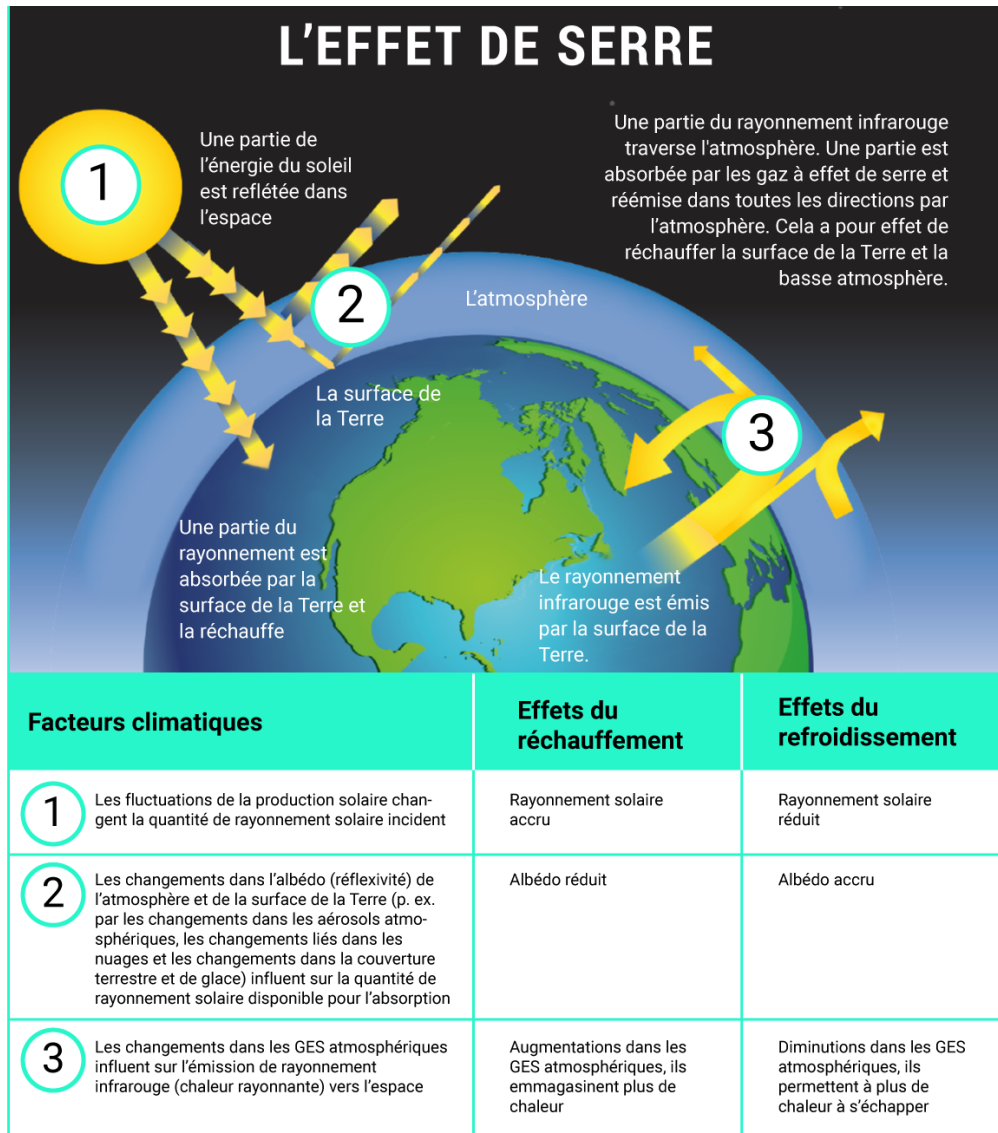 L'EFFET DE SERRE
1
Une partie de
l'énergie du soleil
est reflétée dans
l'espace
Une partie du rayonnement infrarouge
traverse l'atmosphère. Une partie est
absorbée par les gaz à effet de serre et
réémise dans toutes les directions par
l'atmosphère. Cela a pour effet de
réchauffer la surface de la Terre et la
basse atmosphère.
2
L'atmosphère
La surface de
la Terre
3
Une partie du
rayonnement est
absorbée par la
surface de la Terre et
la réchauffe
Le rayonnement
infrarouge est émis
par la surface de la
Terre.
Facteurs climatiques
Effets du
réchauffement
Effets du
refroidissement
1
Les fluctuations de la production solaire chan-
gent la quantité de rayonnement solaire incident
Rayonnement solaire
accru
Rayonnement solaire
réduit
2
Les changements dans l'albédo (réflexivité) de
l'atmosphère et de la surface de la Terre (p. ex.
par les changements dans les aérosols atmo-
sphériques, les changements liés dans les
nuages et les changements dans la couverture
terrestre et de glace) influent sur la quantité de
rayonnement solaire disponible pour l'absorption
Albédo réduit
Albédo accru
3
Les changements dans les GES atmosphériques
influent sur l'émission de rayonnement
infrarouge (chaleur rayonnante) vers l'espace
Augmentations dans les
GES atmosphériques, ils
emmagasinent plus de
chaleur
Diminutions dans les GES
atmosphériques, ils
permettent à plus de
chaleur à s'échapper